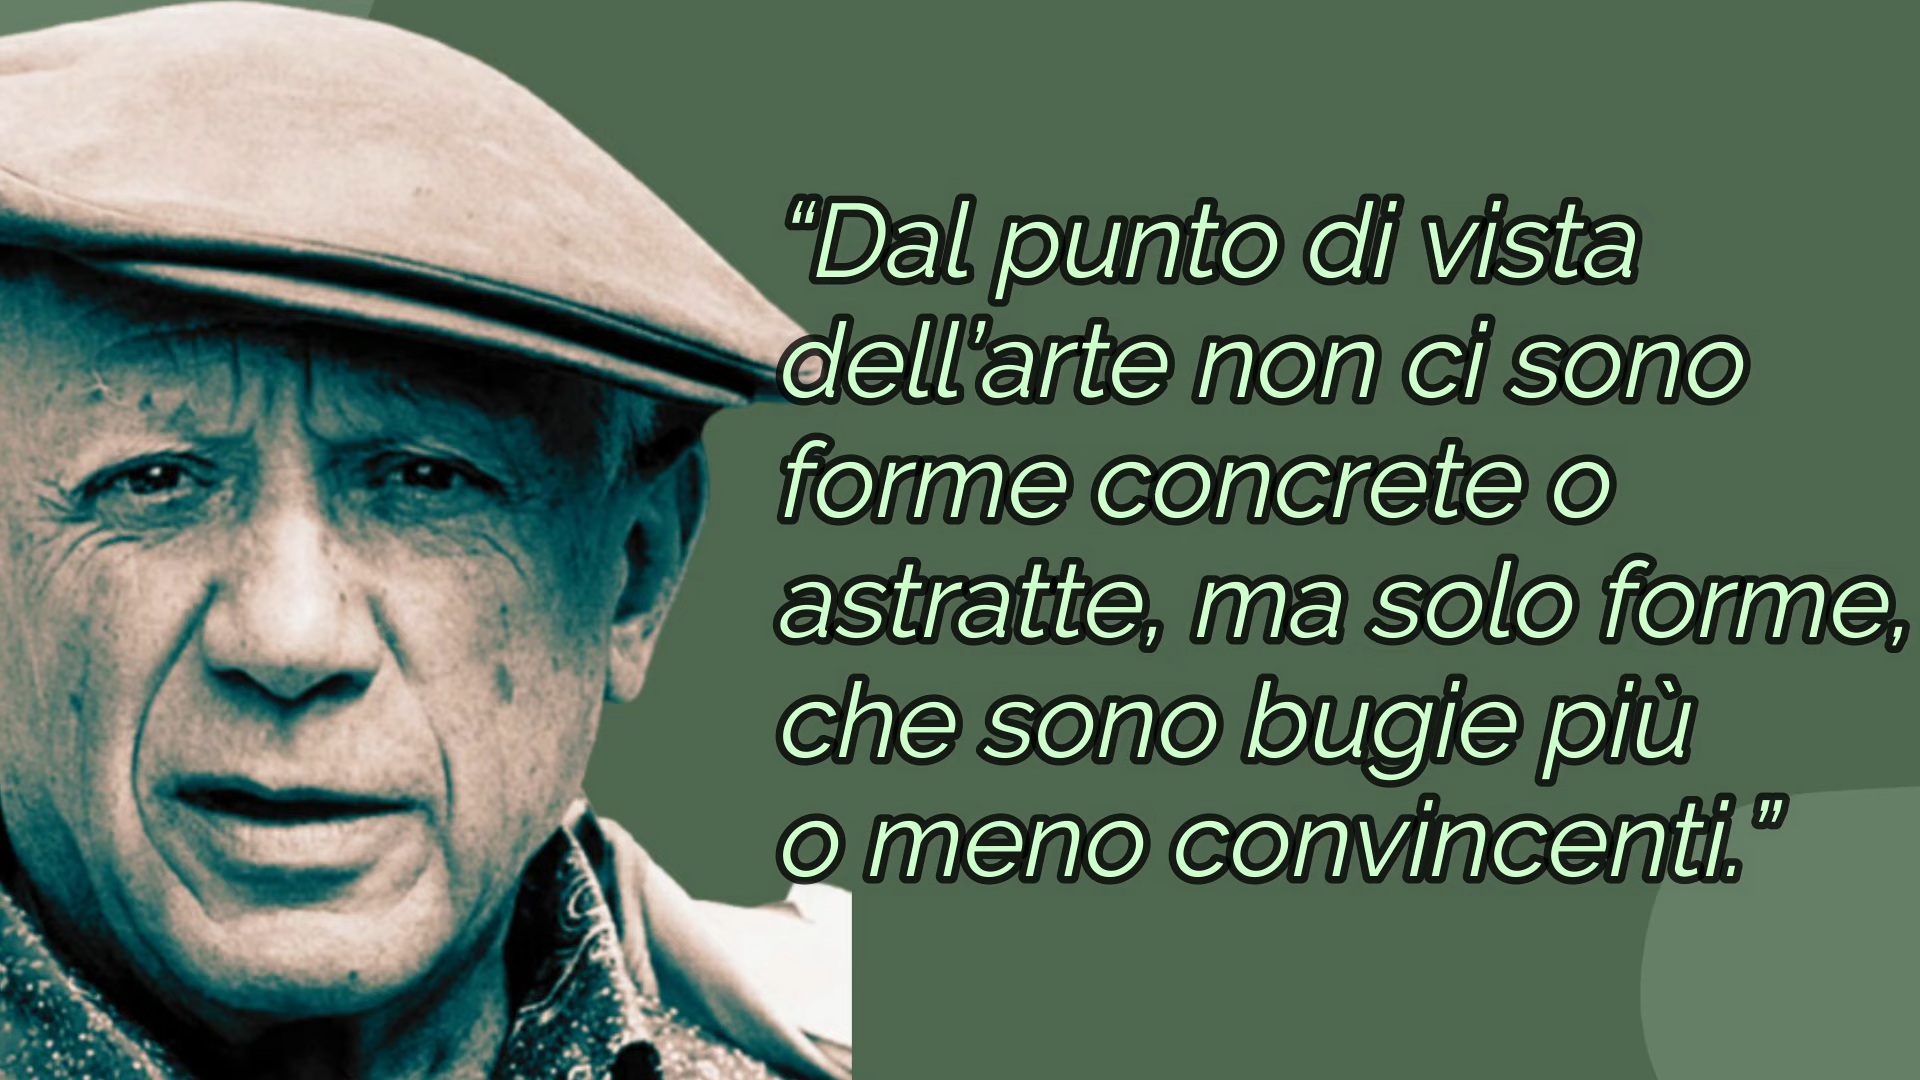 “Dal punto di vista
dell’arte non ci sono
forme concrete o
astratte, ma solo forme,
che sono bugie più
o meno convincenti.”